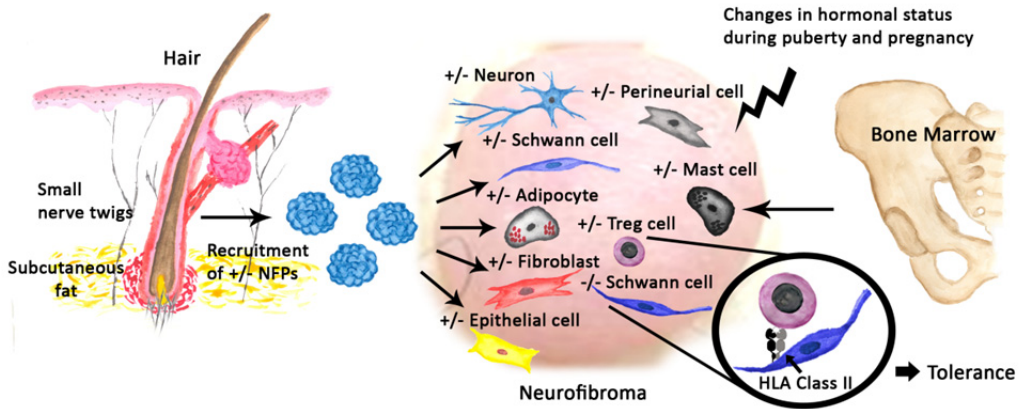 Changes in hormonal status
during puberty and pregnancy
Hair
+/- Neuron
+/- Perineurial cell
Bone Marrow
+/- Schwann cell
+/- Mast cell
Small
nerve twigs
+/- Adipocyte
+/- Treg cell
Recruitment
of +/- NFPs
Subcutaneous
fat
+/- Fibroblast
-/- Schwann cell
+/- Epithelial cell
HLA Class II
Tolerance
Neurofibroma